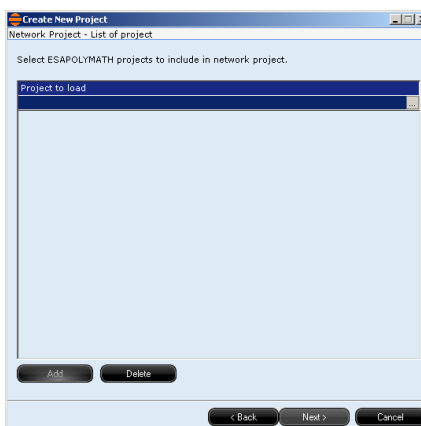 Create New Project
Network Project - List of project
Select ESAPOLYMATH projects to include in network project.
Project to load
...
Add Delete
< Back Next > Cancel